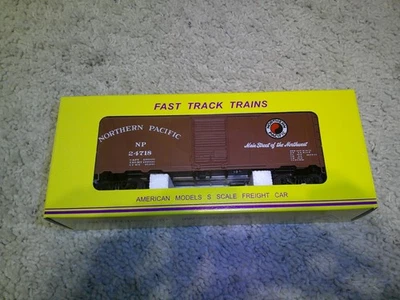 FAST TRACK TRAINS
NORTHERN PACIFIC
NP
24718
Main Street of the Northwest
AMERICAN MODELS S SCALE FREIGHT CAR